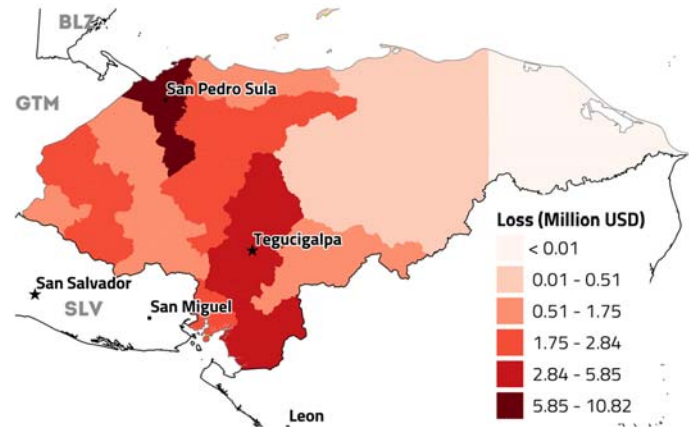 BLZ
San Pedro Sula
GTM
Tegucigalpa
San Salvador
SLV
San Miguel
Leon
Loss (Million USD)
< 0.01
0.01 - 0.51
0.51 - 1.75
1.75 - 2.84
2.84 - 5.85
5.85 - 10.82